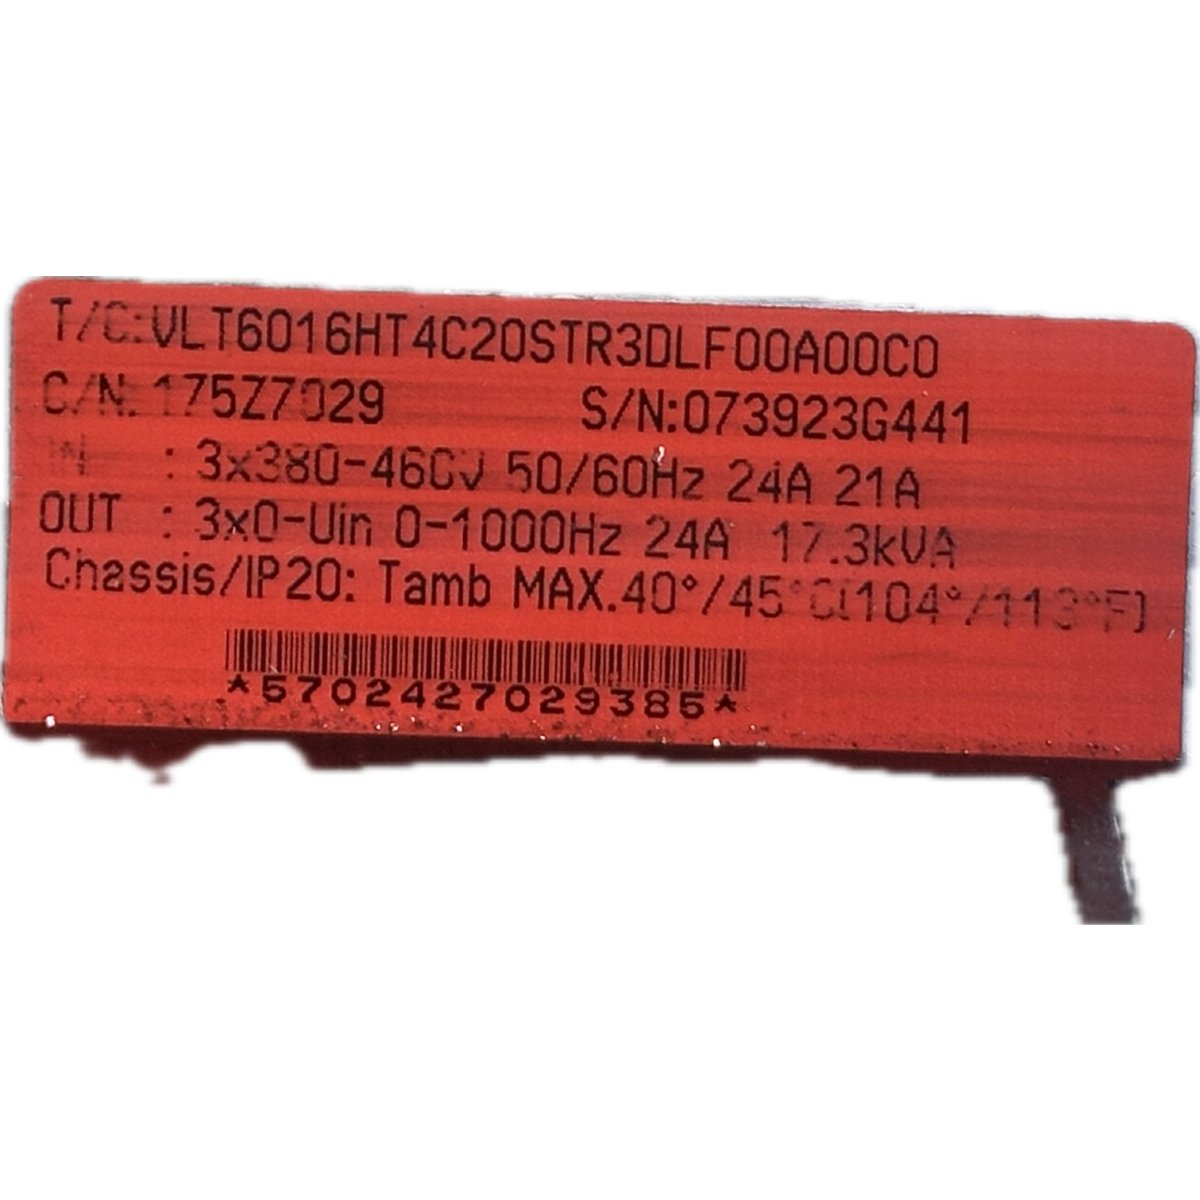 T/C:VLT6016HT4C20STR3DLF00A00C0
C/N:175Z7029 S/N:073923G441
IN : 3x380-460V 50/60Hz 24A 21A
OUT : 3x0-Uin 0-1000Hz 24A 17.3kVA
Chassis/IP20: Tamb MAX.40°/45°C(104°/113°F)
*5702427029385*